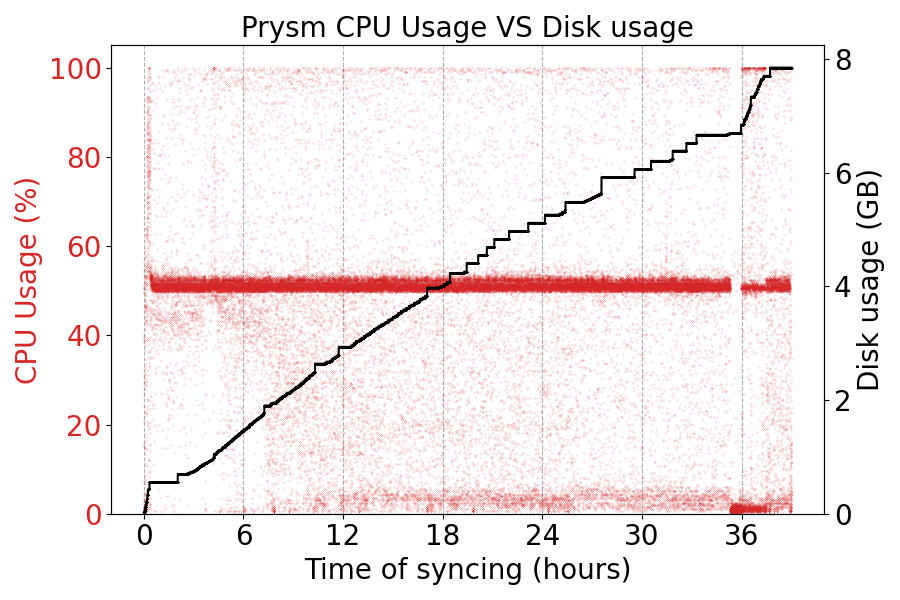 Prysm CPU Usage VS Disk usage
CPU Usage (%)
100
80
60
40
20
0
8
6
4
2
0
Disk usage (GB)
0 6 12 18 24 30 36
Time of syncing (hours)